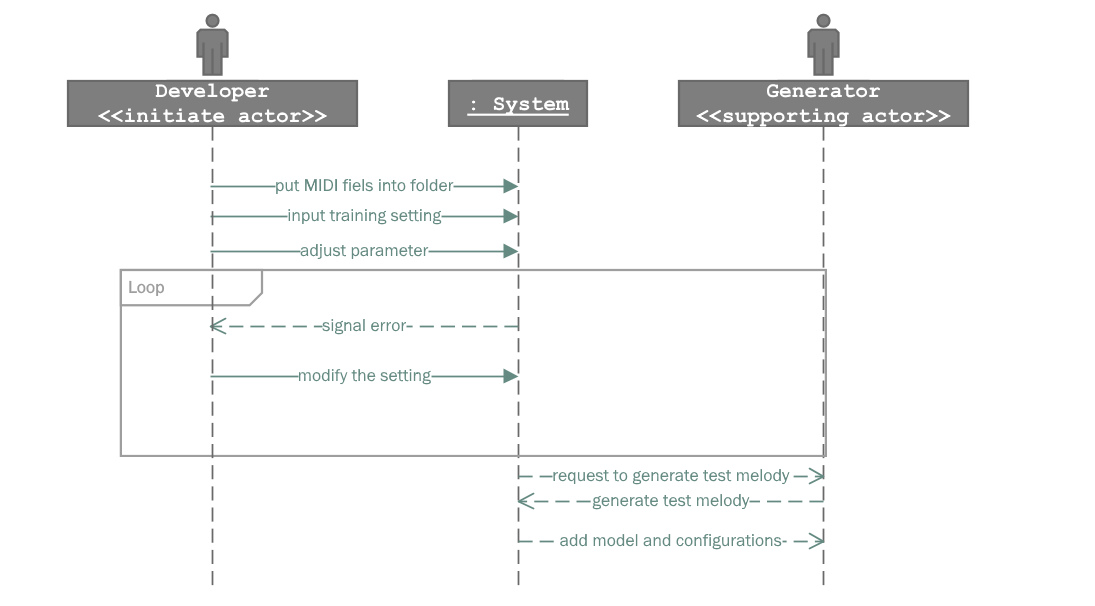 Developer
<<initiate actor>>
: System
Generator
<<supporting actor>>
put MIDI fiels into folder
input training setting
adjust parameter
Loop
signal error
modify the setting
request to generate test melody
generate test melody
add model and configurations